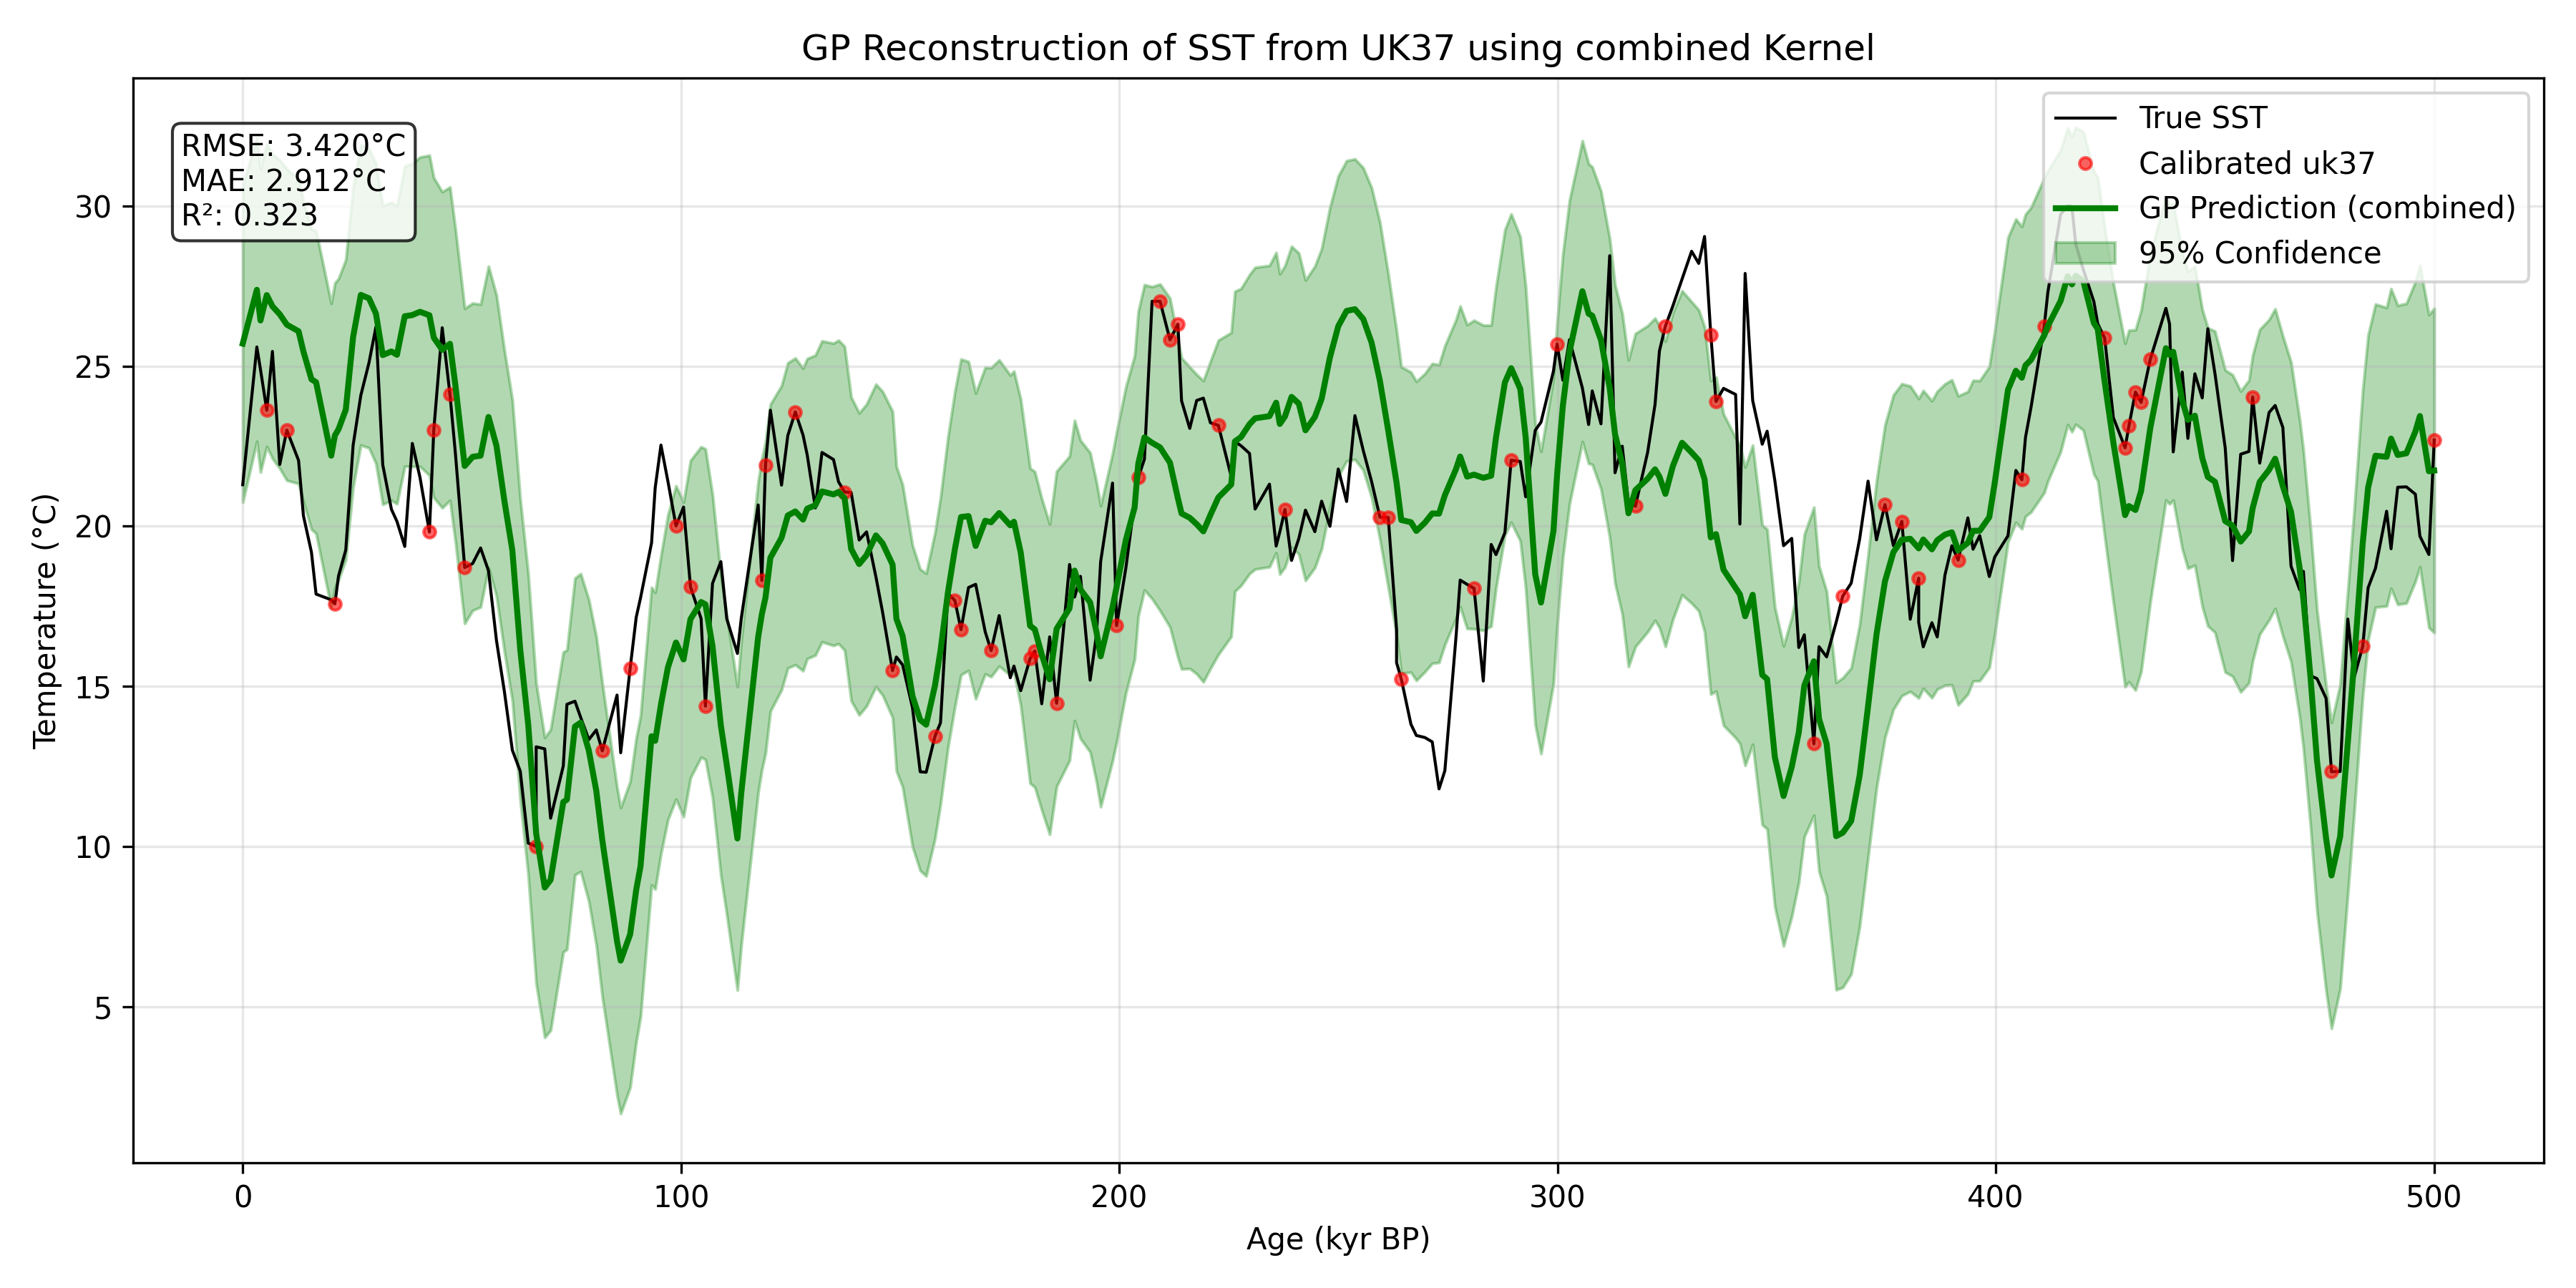 GP Reconstruction of SST from UK37 using combined Kernel
RMSE: 3.420°C
MAE: 2.912°C
R²: 0.323
True SST
Calibrated uk37
GP Prediction (combined)
95% Confidence
Temperature (°C)
30
25
20
15
10
5
0
100
200
300
400
500
Age (kyr BP)